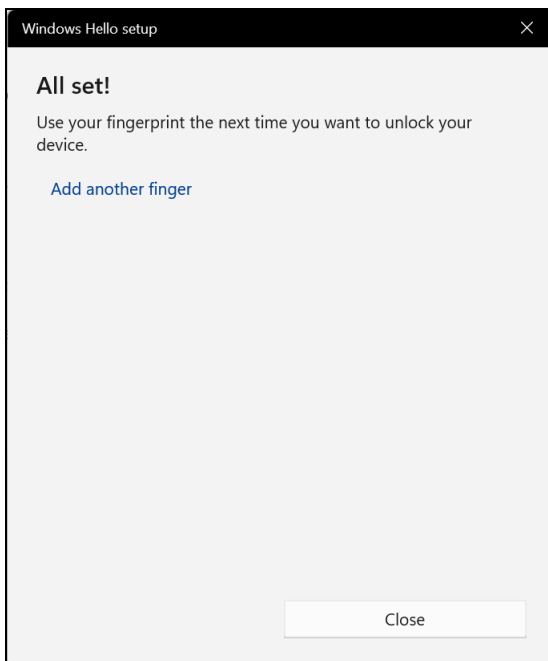 Windows Hello setup
All set!
Use your fingerprint the next time you want to unlock your
device.
Add another finger
Close